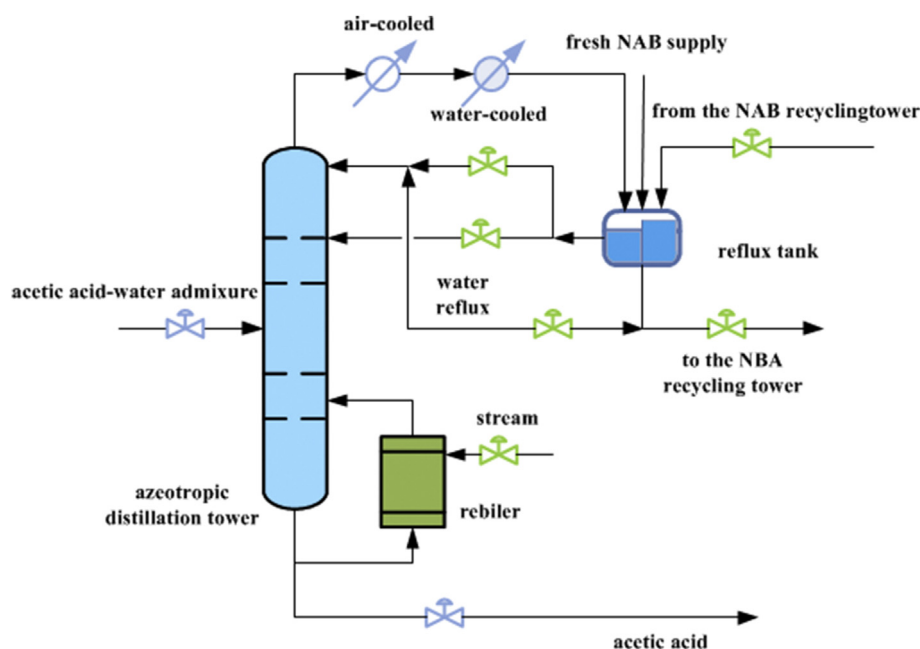 air-cooled
fresh NAB supply
from the NAB recyclingtower
water-cooled
reflux tank
water
reflux
acetic acid-water admixure
to the NBA
recycling tower
stream
azeotropic
distillation tower
rebiler
acetic acid